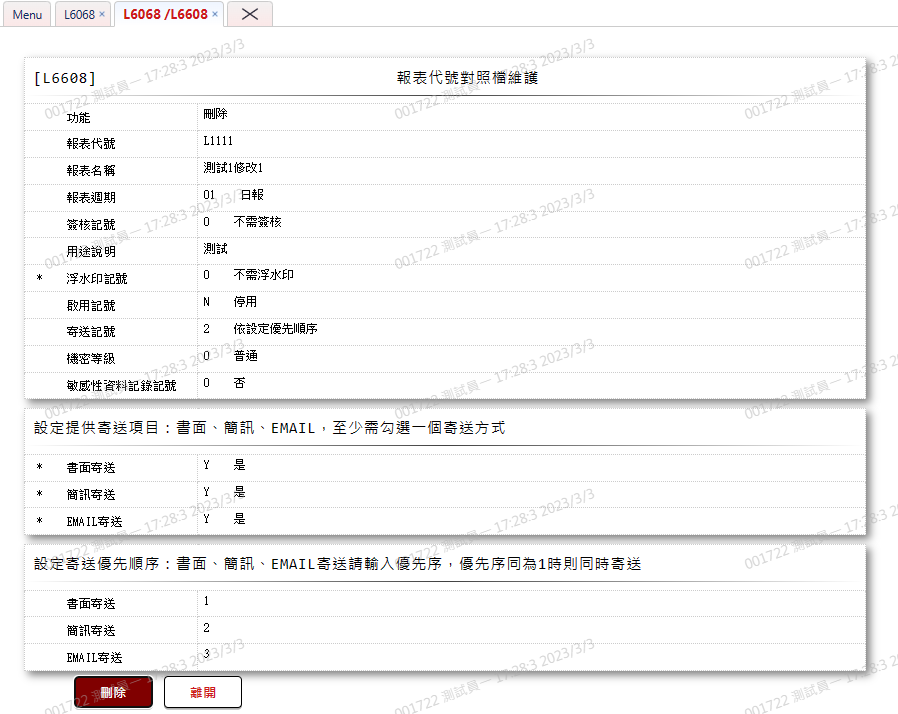 Menu L6068 × L6068 /L6608 ×
[L6608] 報表代號對照檔維護
功能 刪除
報表代號 L1111
報表名稱 測試1修改1
報表週期 01 日報
簽核記號 0 不需簽核
用途說明 測試
* 浮水印記號 0 不需浮水印
啟用記號 N 停用
寄送記號 2 依設定優先順序
機密等級 0 普通
敏感性資料記錄記號 0 否
設定提供寄送項目：書面、簡訊、EMAIL，至少需勾選一個寄送方式
* 書面寄送 Y 是
* 簡訊寄送 Y 是
* EMAIL寄送 Y 是
設定寄送優先順序：書面、簡訊、EMAIL寄送請輸入優先序，優先序同為1時則同時寄送
書面寄送 1
簡訊寄送 2
EMAIL寄送 3
刪除 離開
001722 測試員一 17:28:3 2023/3/3